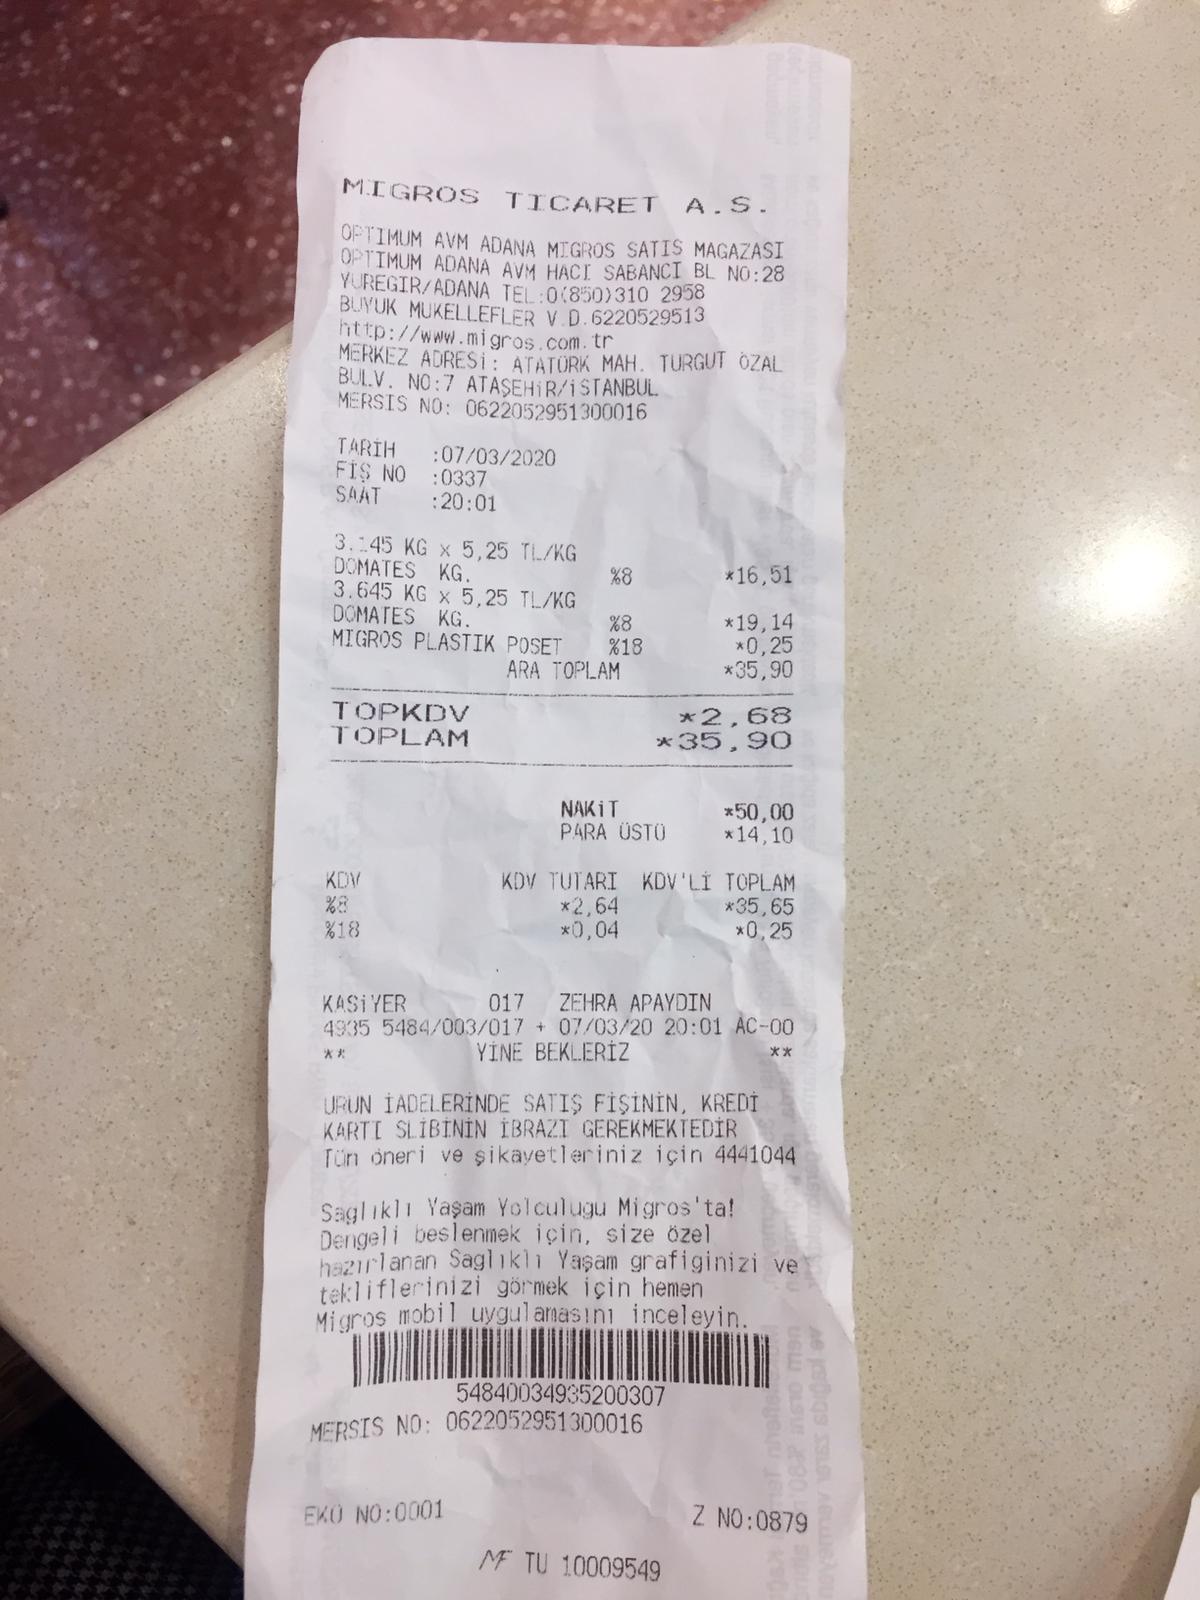 MIGROS TICARET A.S.
OPTIMUM AVM ADANA MIGROS SATIS MAGAZASI
OPTIMUM ADANA AVM HACI SABANCI BL NO:28
YUREGIR/ADANA TEL:0(850)310 2958
BUYUK MUKELLEFLER V.D.6220529513
http://www.migros.com.tr
MERKEZ ADRESİ: ATATÜRK MAH. TURGUT ÖZAL
BULV. NO:7 ATAŞEHİR/İSTANBUL
MERSIS NO: 0622052951300016
TARİH :07/03/2020
FİŞ NO :0337
SAAT :20:01
3.145 KG x 5,25 TL/KG
DOMATES KG. %8 *16,51
3.645 KG x 5,25 TL/KG
DOMATES KG. %8 *19,14
MIGROS PLASTIK POSET %18 *0,25
ARA TOPLAM *35,90
TOPKDV *2,68
TOPLAM *35,90
NAKİT *50,00
PARA ÜSTÜ *14,10
KDV KDV TUTARI KDV'Lİ TOPLAM
%8 *2,64 *35,65
%18 *0,04 *0,25
KASİYER 017 ZEHRA APAYDIN
4935 5484/003/017 + 07/03/20 20:01 AC-00
** YİNE BEKLERİZ **
URUN İADELERİNDE SATIŞ FİŞİNİN, KREDİ
KARTI SLİBİNİN İBRAZI GEREKMEKTEDİR
Tün öneri ve şikayetleriniz için 4441044
Saglıklı Yaşam Yolculugu Migros'ta!
Dengeli beslenmek için, size özel
hazırlanan Saglıklı Yaşam grafiginizi ve
tekliflerinizi görmek için hemen
Migros mobil uygulamasını inceleyin.
54840034935200307
MERSIS NO: 0622052951300016
EKÜ NO:0001 Z NO:0879
MF TU 10009549